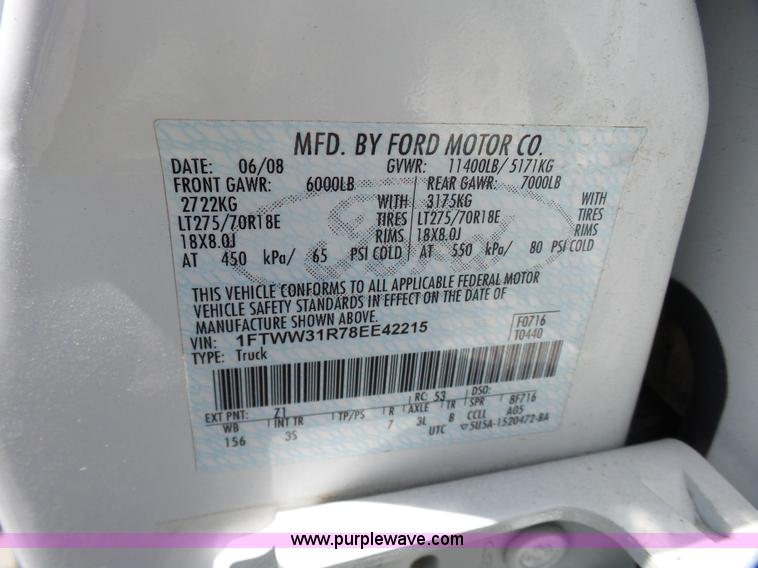 MFD. BY FORD MOTOR CO.
DATE: 06/08 GVWR: 11400LB/ 5171KG
FRONT GAWR: 6000LB REAR GAWR: 7000LB
2722KG WITH 3175KG WITH
LT275/70R18E TIRES LT275/70R18E TIRES
18X8.0J RIMS 18X8.0J RIMS
AT 450 kPa/ 65 PSI COLD AT 550 kPa/ 80 PSI COLD
THIS VEHICLE CONFORMS TO ALL APPLICABLE FEDERAL MOTOR
VEHICLE SAFETY STANDARDS IN EFFECT ON THE DATE OF
MANUFACTURE SHOWN ABOVE.
VIN: 1FTWW31R78EE42215 F0716
TYPE: Truck T0440
EXT PNT: Z1 RC: 53 DSO:
WB INT TR TP/PS R AXLE TR SPR 8F716
156 3S 7 3L B CCLL A05
UTC 5U5A-1520472-BA
www.purplewave.com